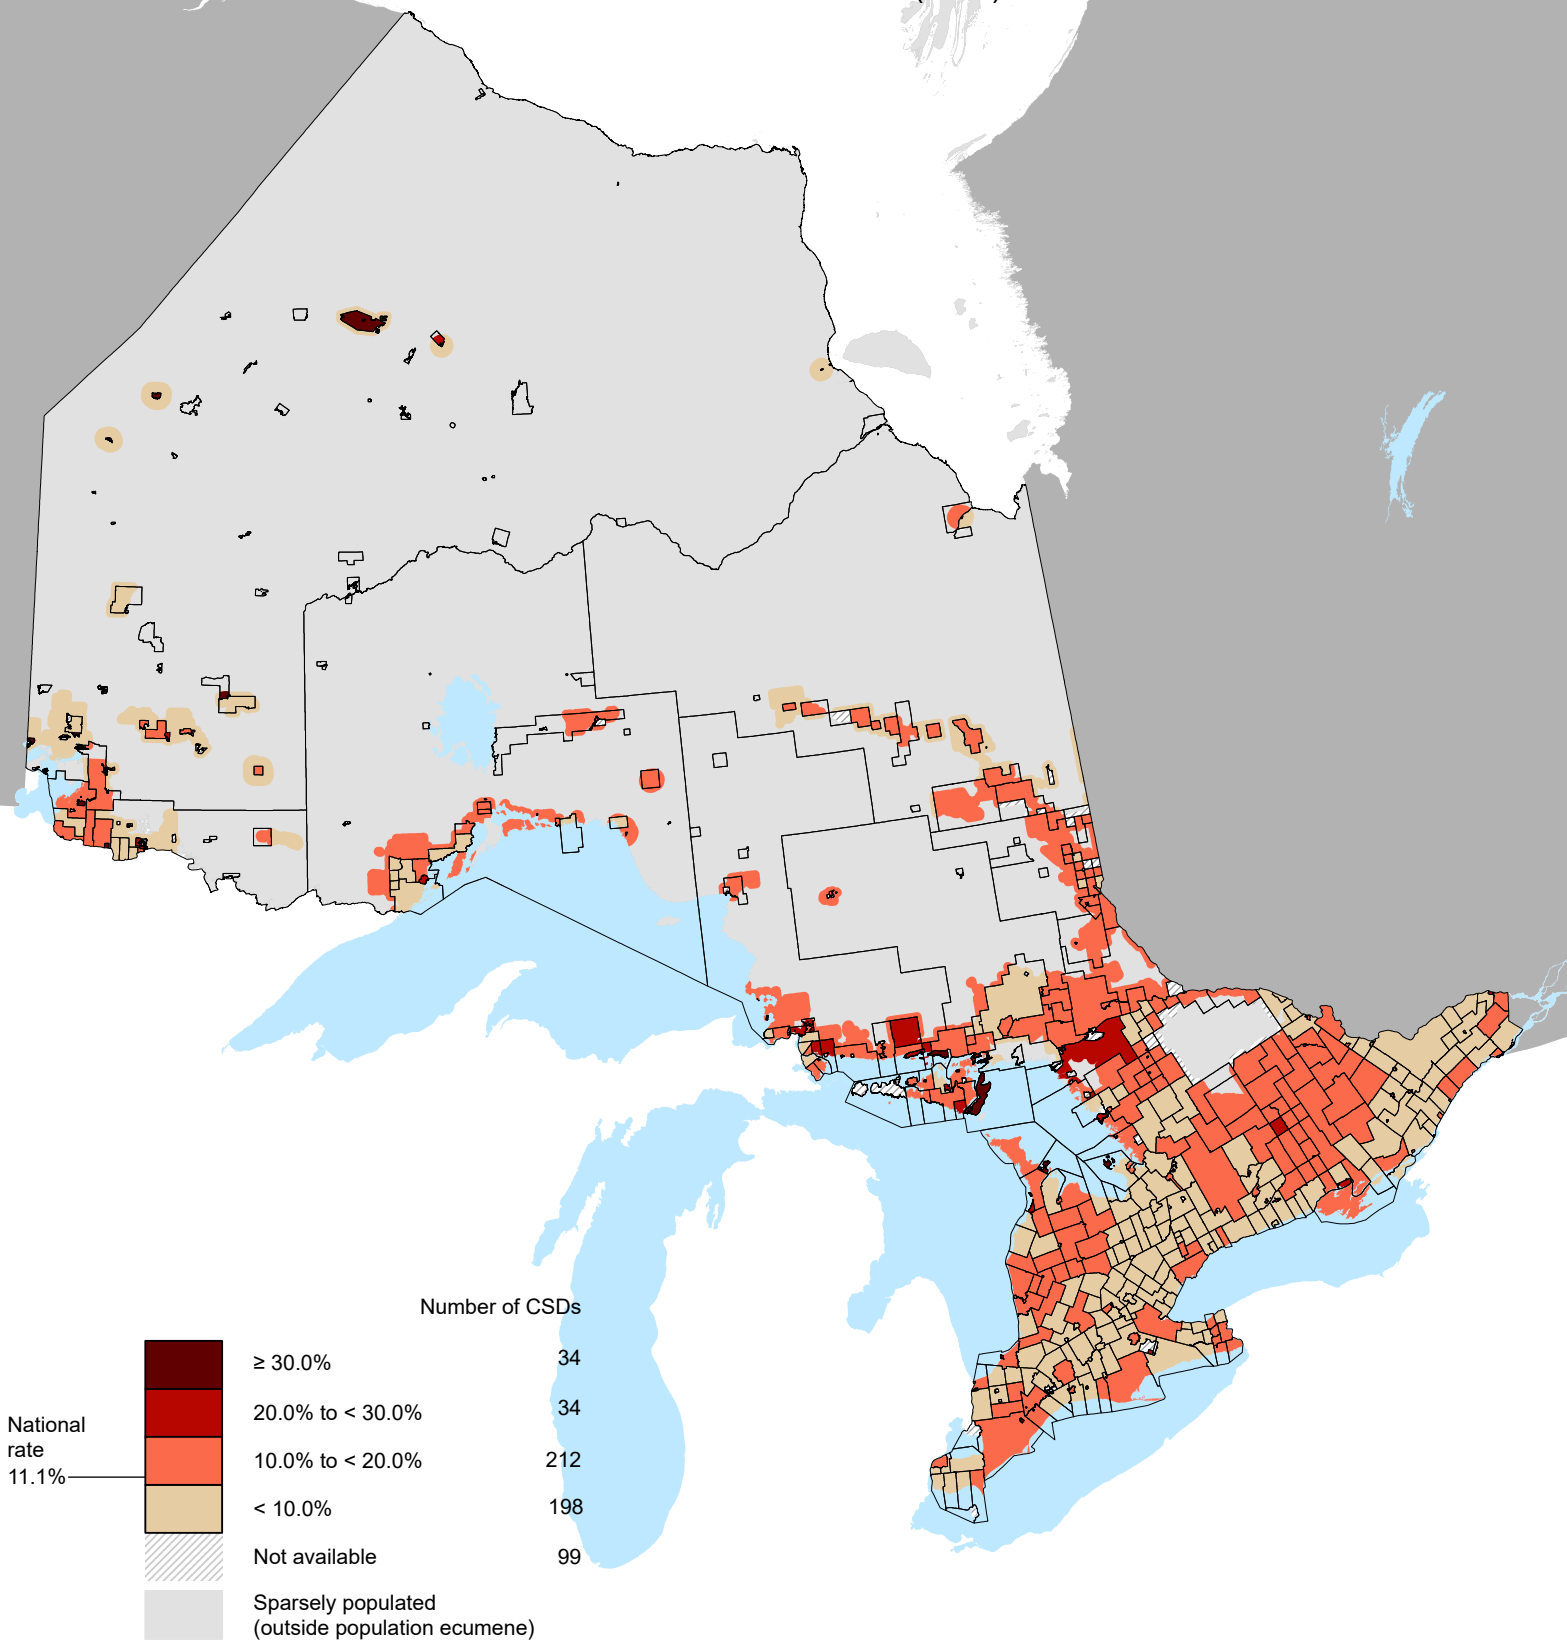 Number of CSDs
≥ 30.0% 34
20.0% to < 30.0% 34
National
rate
11.1%
10.0% to < 20.0% 212
< 10.0% 198
Not available 99
Sparsely populated
(outside population ecumene)